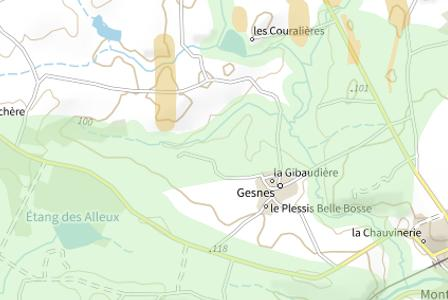 les Couralières
101
chère
100
la Gibaudière
Gesnes
le Plessis Belle Bosse
Étang des Alleux
la Chauvinerie
118
Mont